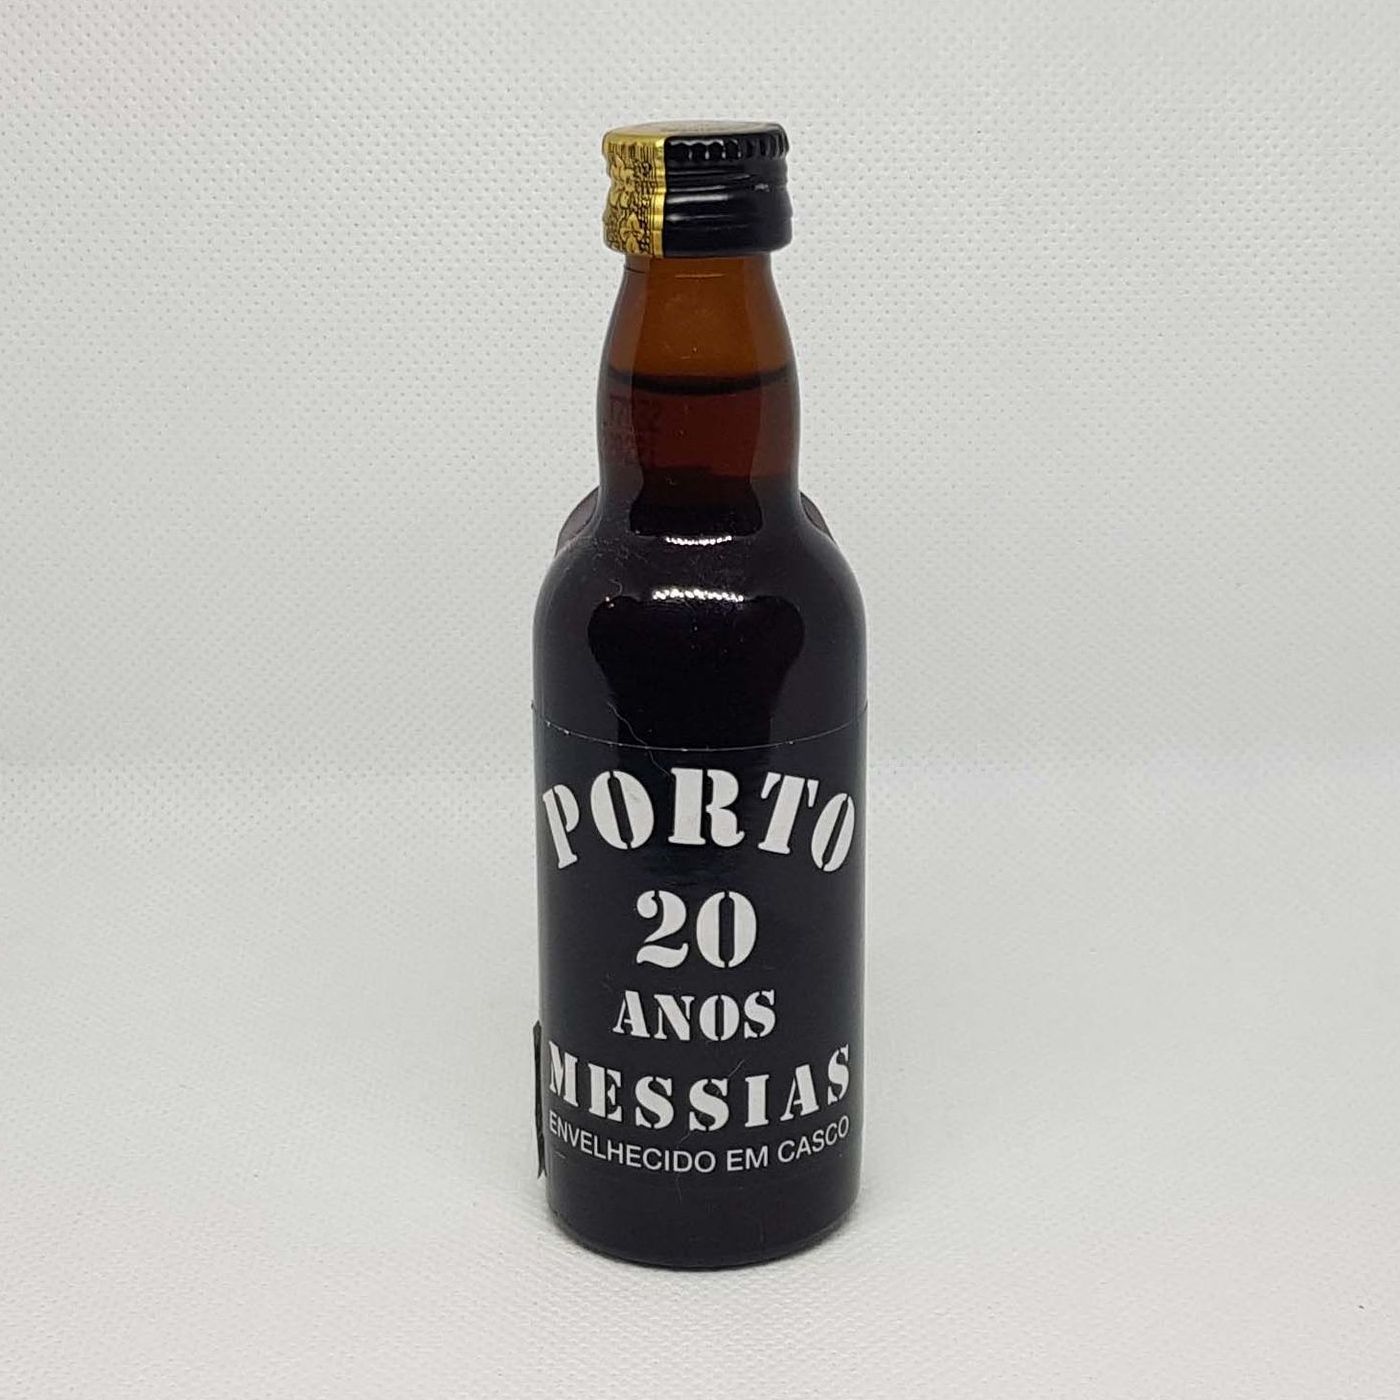 PORTO
20
ANOS
MESSIAS
ENVELHECIDO EM CASCO